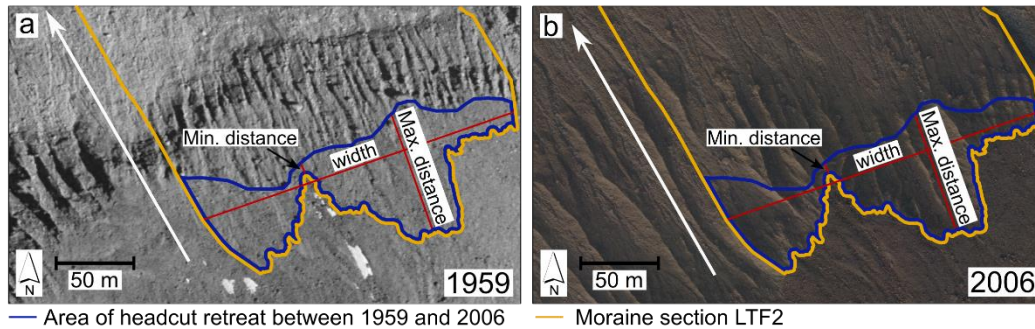 a
Min. distance
width
Max. distance
50 m
N
1959
b
Min. distance
width
Max. distance
50 m
N
2006
Area of headcut retreat between 1959 and 2006
Moraine section LTF2